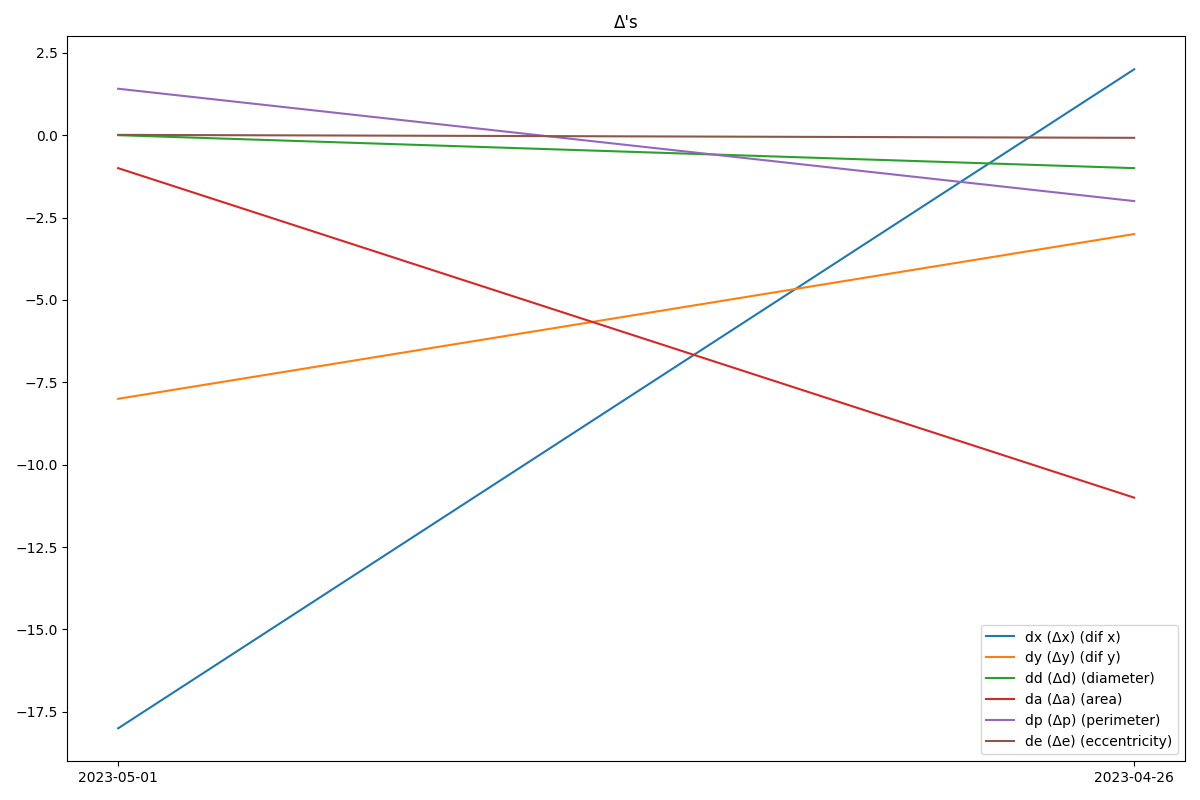 Δ's
2.5
0.0
−2.5
−5.0
−7.5
−10.0
−12.5
−15.0
−17.5
dx (Δx) (dif x)
dy (Δy) (dif y)
dd (Δd) (diameter)
da (Δa) (area)
dp (Δp) (perimeter)
de (Δe) (eccentricity)
2023-05-01 2023-04-26